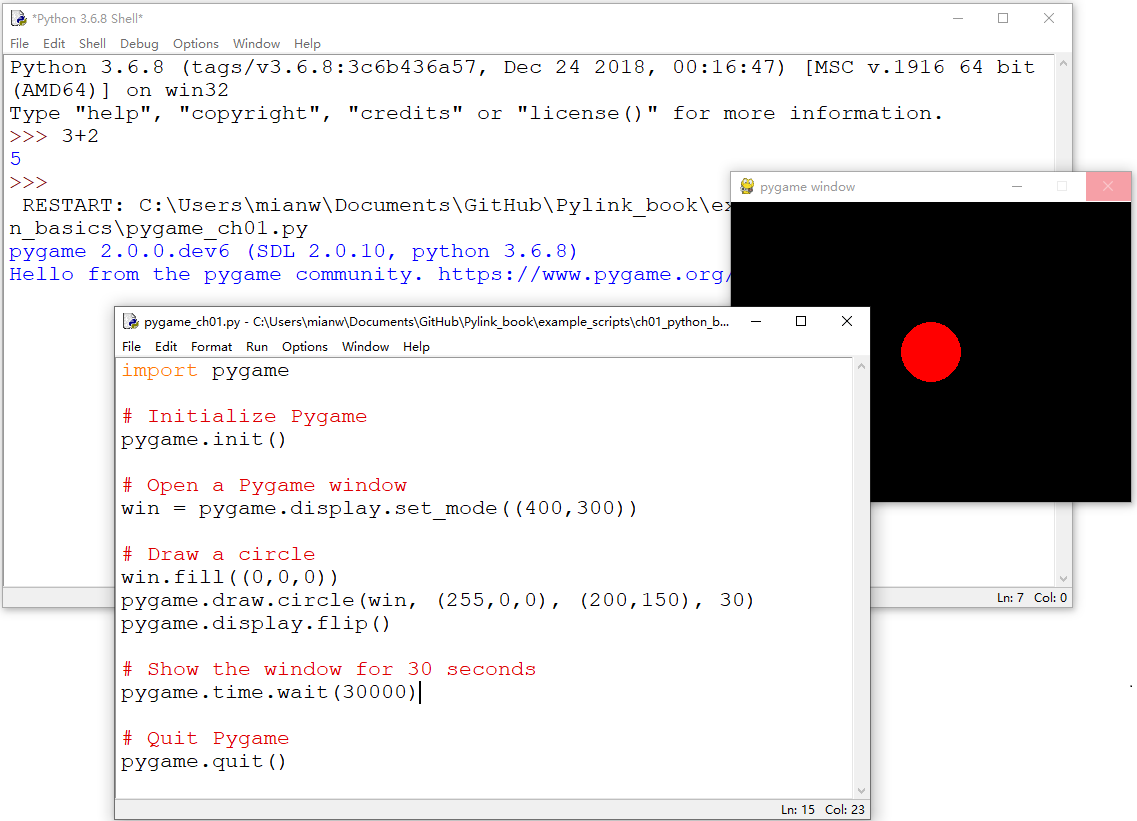 *Python 3.6.8 Shell*
File Edit Shell Debug Options Window Help
Python 3.6.8 (tags/v3.6.8:3c6b436a57, Dec 24 2018, 00:16:47) [MSC v.1916 64 bit
(AMD64)] on win32
Type "help", "copyright", "credits" or "license()" for more information.
>>> 3+2
5
>>>
RESTART: C:\Users\mianw\Documents\GitHub\Pylink_book\ex
n_basics\pygame_ch01.py
pygame 2.0.0.dev6 (SDL 2.0.10, python 3.6.8)
Hello from the pygame community. https://www.pygame.org/
Ln: 7 Col: 0
pygame window
pygame_ch01.py - C:\Users\mianw\Documents\GitHub\Pylink_book\example_scripts\ch01_python_b...
File Edit Format Run Options Window Help
import pygame
# Initialize Pygame
pygame.init()
# Open a Pygame window
win = pygame.display.set_mode((400,300))
# Draw a circle
win.fill((0,0,0))
pygame.draw.circle(win, (255,0,0), (200,150), 30)
pygame.display.flip()
# Show the window for 30 seconds
pygame.time.wait(30000)
# Quit Pygame
pygame.quit()
Ln: 15 Col: 23